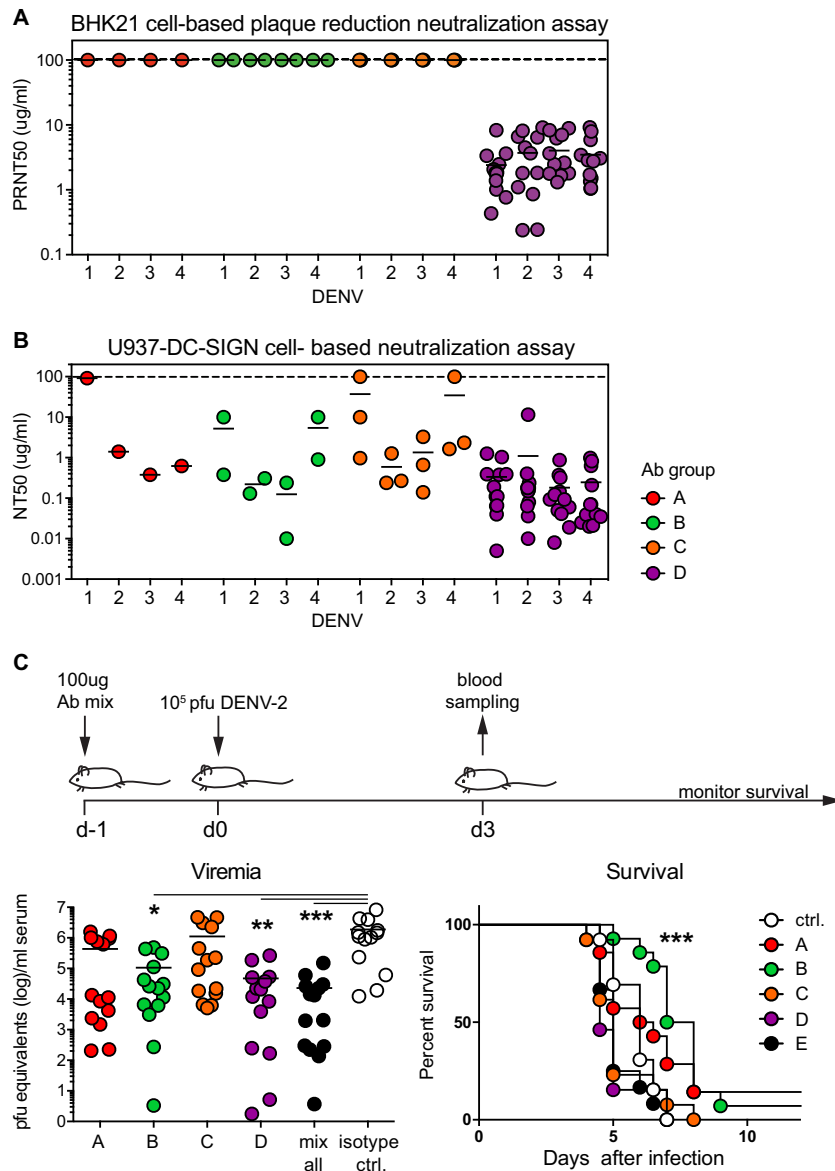 A
BHK21 cell-based plaque reduction neutralization assay
PRNT50 (ug/ml)
100
10
1
0.1
1 2 3 4 1 2 3 4 1 2 3 4 1 2 3 4
DENV
B
U937-DC-SIGN cell- based neutralization assay
NT50 (ug/ml)
100
10
1
0.1
0.01
0.001
1 2 3 4 1 2 3 4 1 2 3 4 1 2 3 4
DENV
Ab group
A
B
C
D
C
100ug
Ab mix
10⁵ pfu DENV-2
blood
sampling
monitor survival
d-1
d0
d3
Viremia
pfu equivalents (log)/ml serum
7
6
5
4
3
2
1
0
* ** ***
A B C D mix all isotype ctrl.
Survival
Percent survival
100
50
0
***
ctrl.
A
B
C
D
E
0 5 10
Days after infection